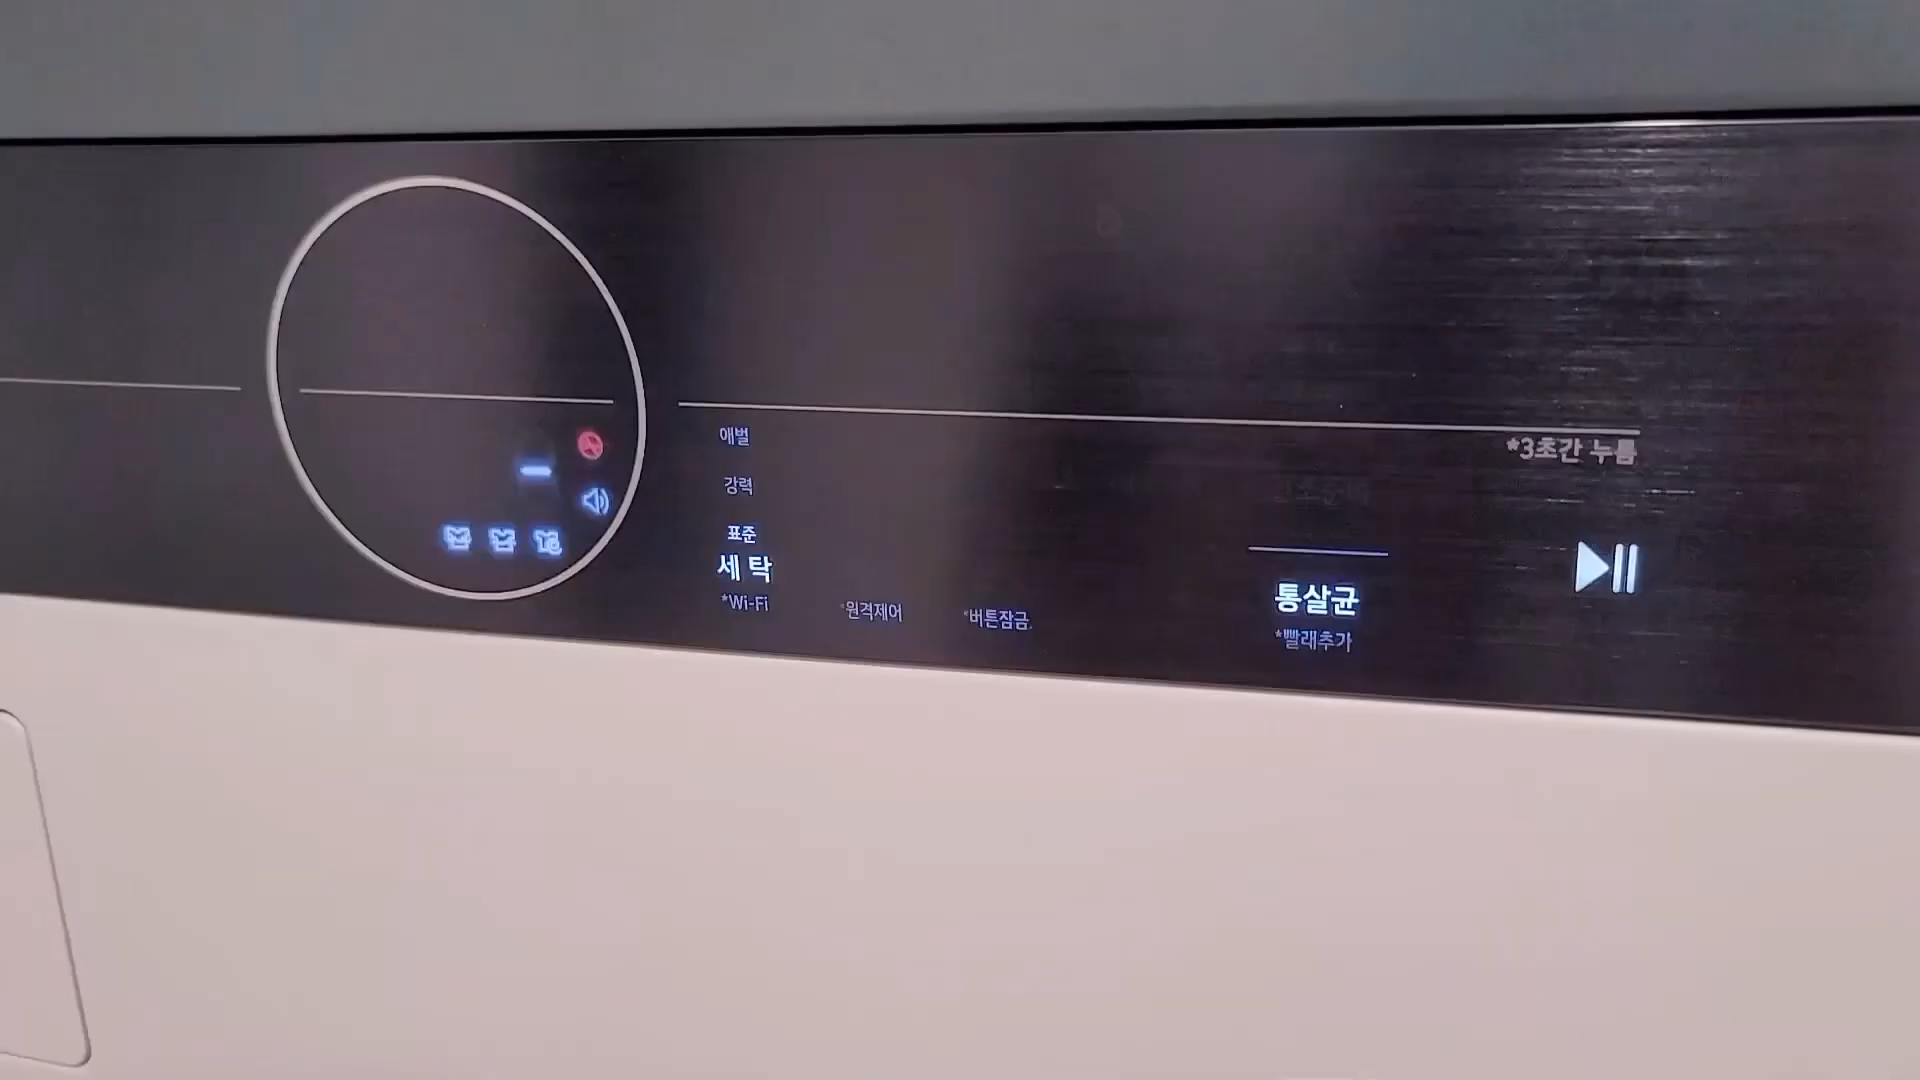 애벌
강력
표준
세탁
*Wi-Fi
*원격제어
*버튼잠금
통살균
*빨래추가
*3초간 누름